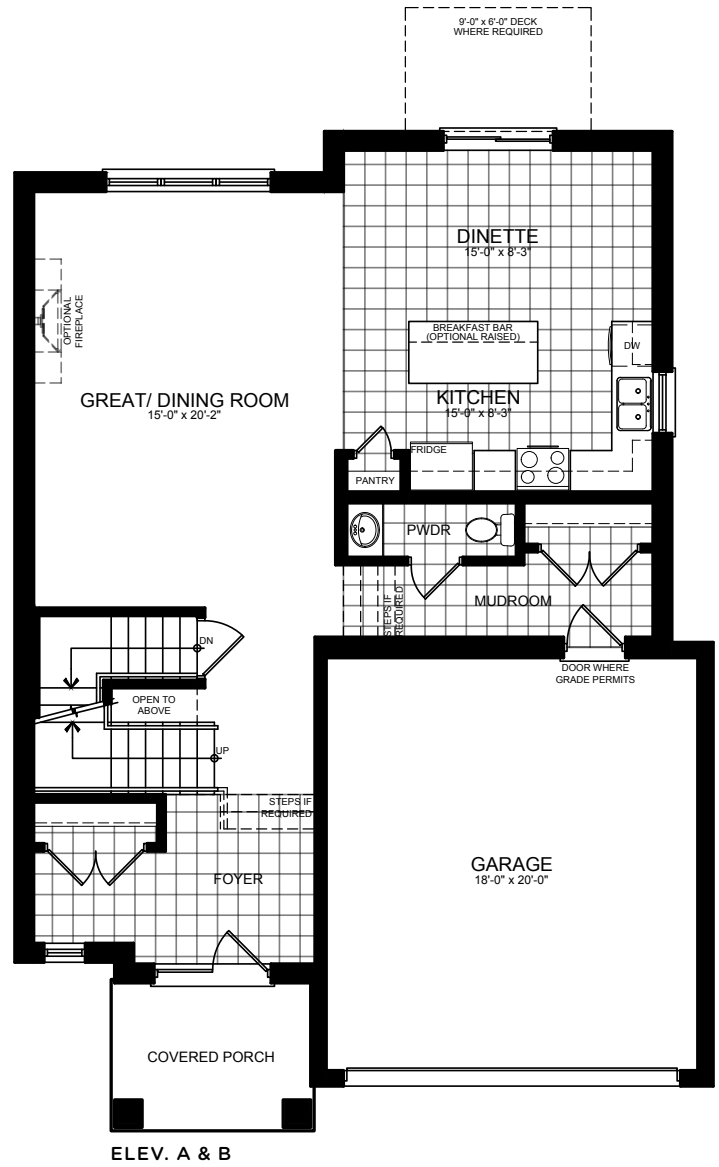 9'-0" x 6'-0" DECK
WHERE REQUIRED
DINETTE
15'-0" x 8'-3"
OPTIONAL
FIREPLACE
BREAKFAST BAR
(OPTIONAL RAISED)
DW
GREAT/ DINING ROOM
15'-0" x 20'-2"
KITCHEN
15'-0" x 8'-3"
FRIDGE
PANTRY
PWDR
STEPS IF
REQUIRED
MUDROOM
DN
DOOR WHERE
GRADE PERMITS
OPEN TO
ABOVE
UP
STEPS IF
REQUIRED
FOYER
GARAGE
18'-0" x 20'-0"
COVERED PORCH
ELEV. A & B